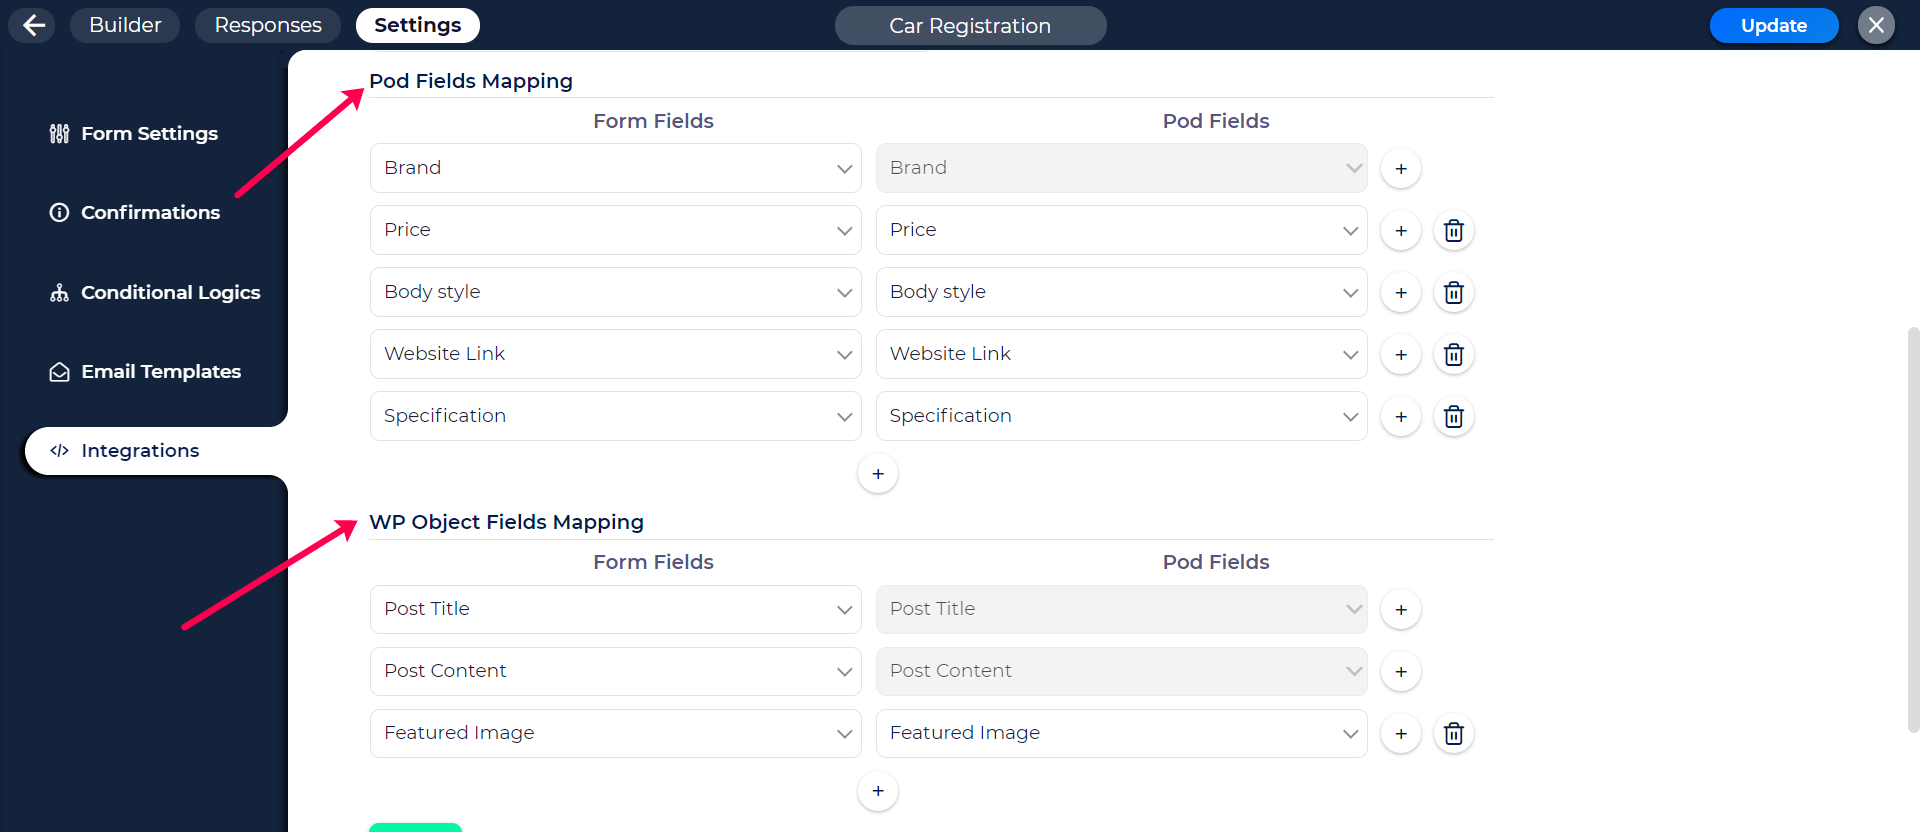 Builder Responses Settings Car Registration Update
Form Settings
Confirmations
Conditional Logics
Email Templates
Integrations
Pod Fields Mapping
Form Fields Pod Fields
Brand Brand
Price Price
Body style Body style
Website Link Website Link
Specification Specification
WP Object Fields Mapping
Form Fields Pod Fields
Post Title Post Title
Post Content Post Content
Featured Image Featured Image